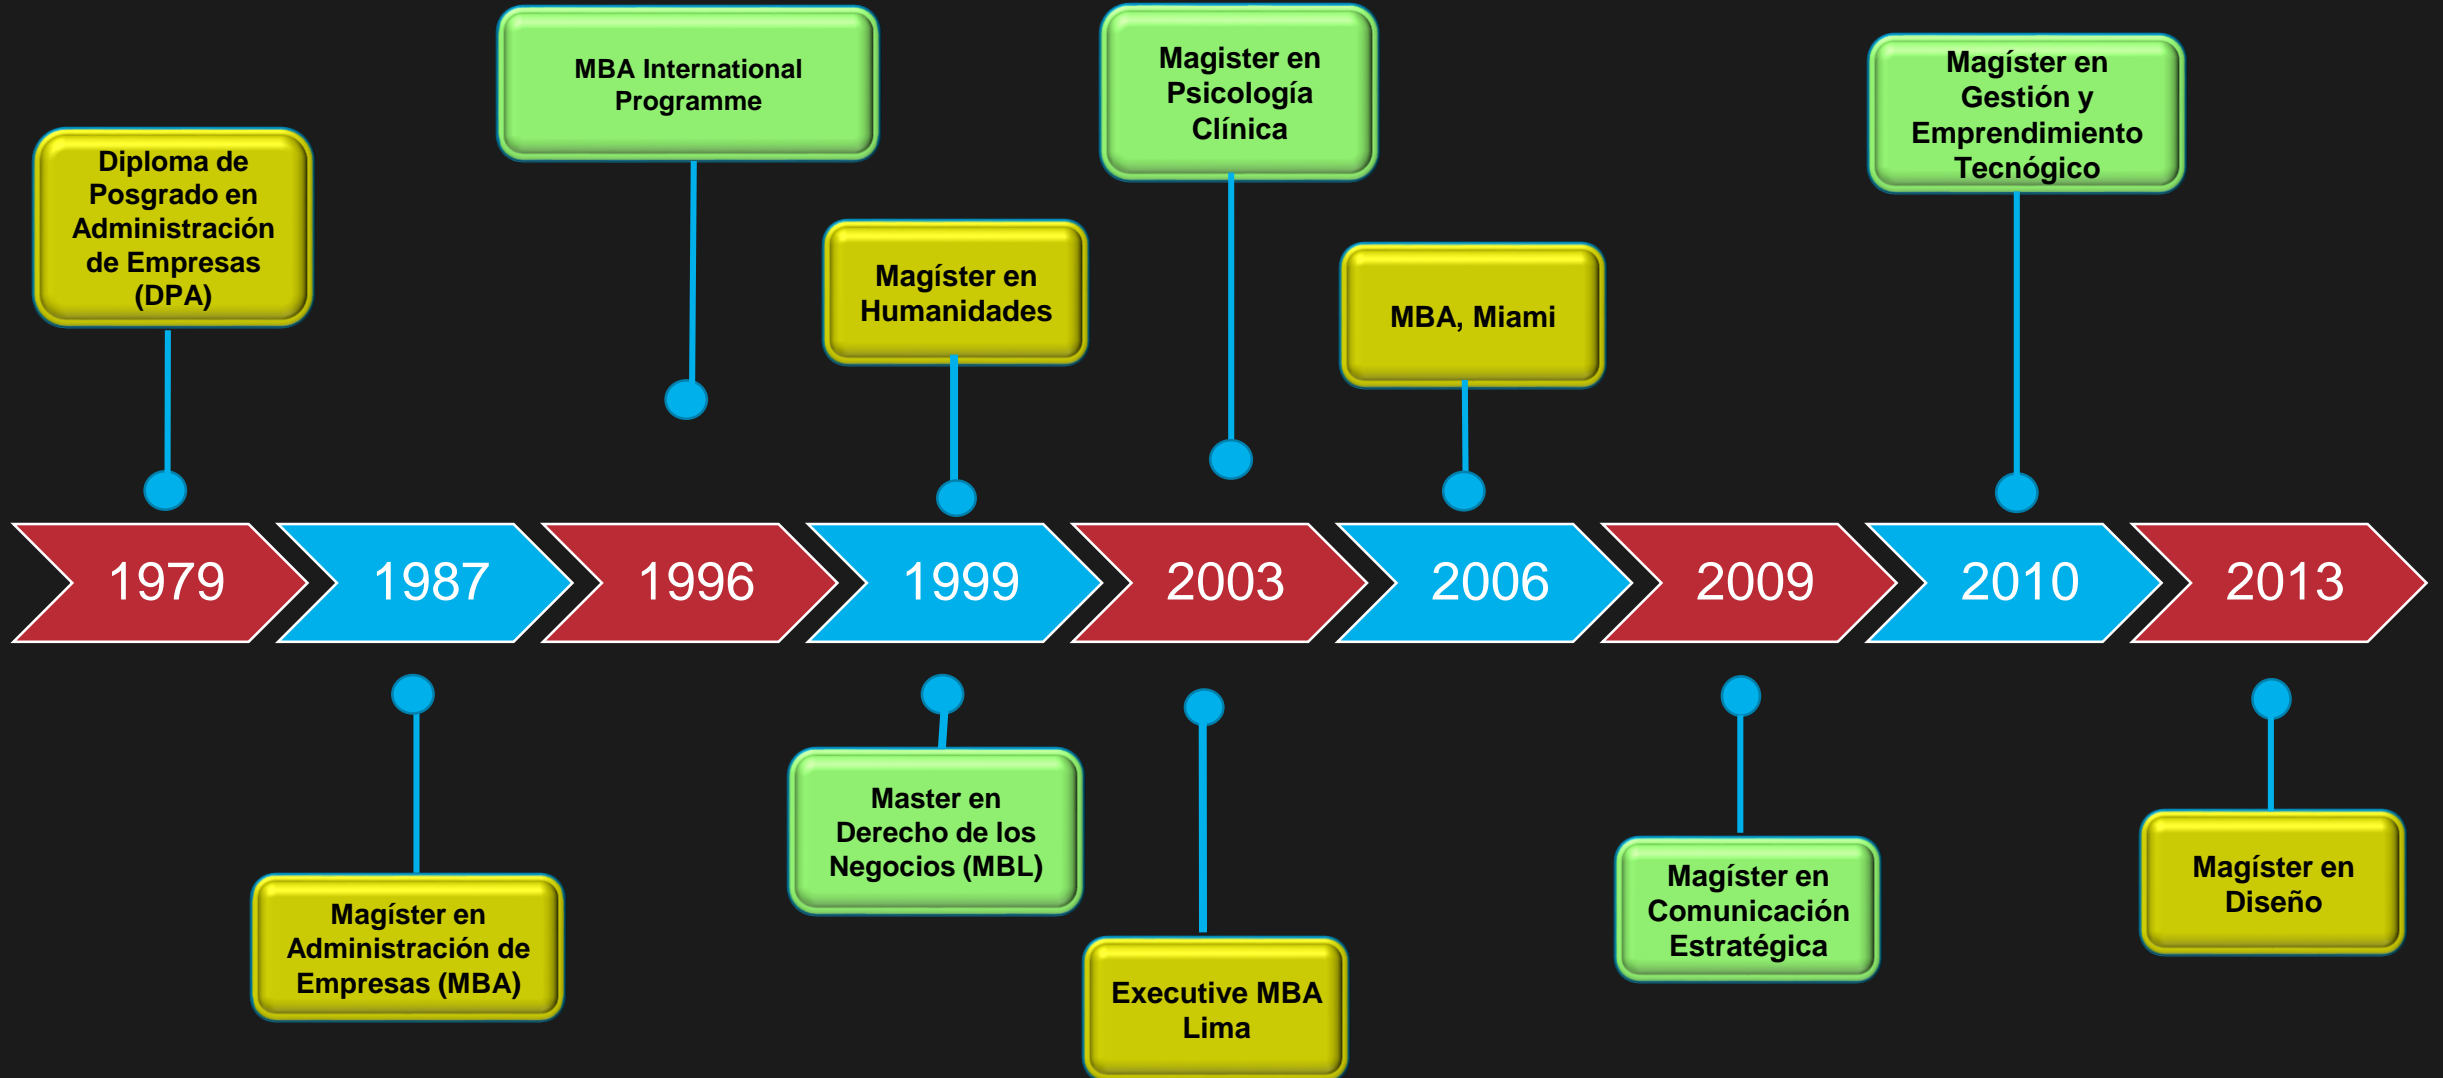 MBA International
Programme
Magister en
Psicología
Clínica
Magíster en
Gestión y
Emprendimiento
Tecnógico
Diploma de
Posgrado en
Administración
de Empresas
(DPA)
Magíster en
Humanidades
MBA, Miami
1979
1987
1996
1999
2003
2006
2009
2010
2013
Magíster en
Administración de
Empresas (MBA)
Master en
Derecho de los
Negocios (MBL)
Executive MBA
Lima
Magíster en
Comunicación
Estratégica
Magíster en
Diseño